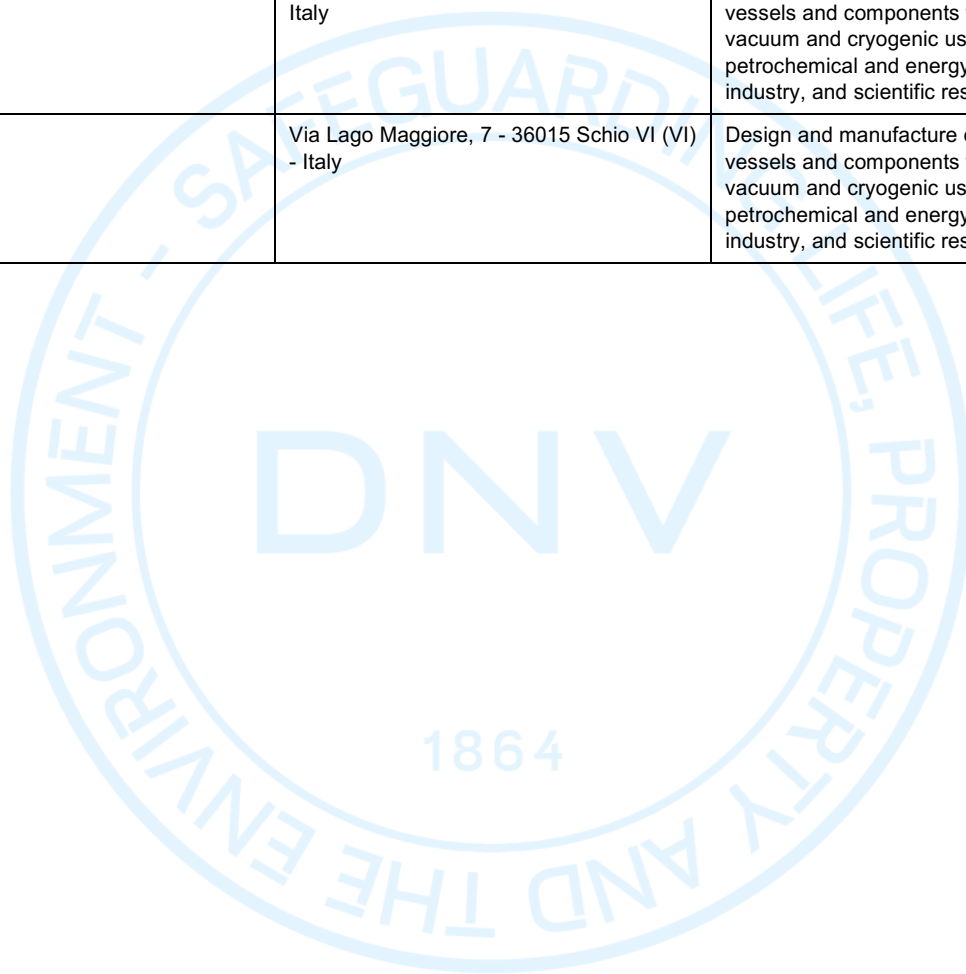 Italy
vessels and components
vacuum and cryogenic us
petrochemical and energy
industry, and scientific res
Via Lago Maggiore, 7 - 36015 Schio VI (VI)
- Italy
Design and manufacture
vessels and components
vacuum and cryogenic us
petrochemical and energy
industry, and scientific res
SAFEGUARDING LIFE, PROPERTY AND THE ENVIRONMENT -
DNV
1864